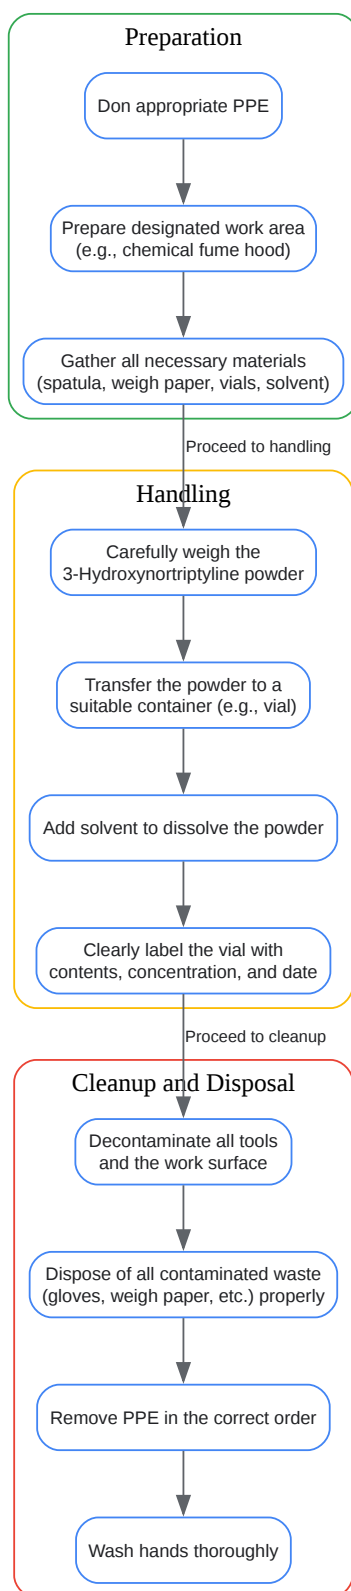 Preparation
Don appropriate PPE
Prepare designated work area
(e.g., chemical fume hood)
Gather all necessary materials
(spatula, weigh paper, vials, solvent)
Proceed to handling
Handling
Carefully weigh the
3-Hydroxynortriptyline powder
Transfer the powder to a
suitable container (e.g., vial)
Add solvent to dissolve the powder
Clearly label the vial with
contents, concentration, and date
Proceed to cleanup
Cleanup and Disposal
Decontaminate all tools
and the work surface
Dispose of all contaminated waste
(gloves, weigh paper, etc.) properly
Remove PPE in the correct order
Wash hands thoroughly